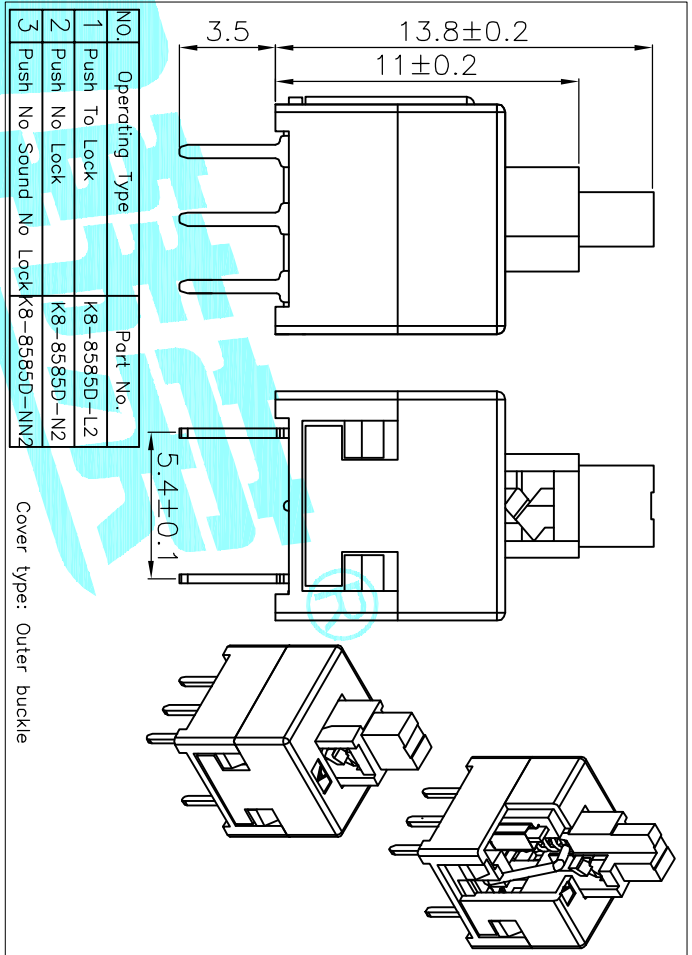 3.5
13.8±0.2
11±0.2
5.4±0.1
NO. Operating Type Part No.
1 Push To Lock K8-8585D-L2
2 Push No Lock K8-8585D-N2
3 Push No Sound No Lock K8-8585D-NN2
Cover type: Outer buckle
®